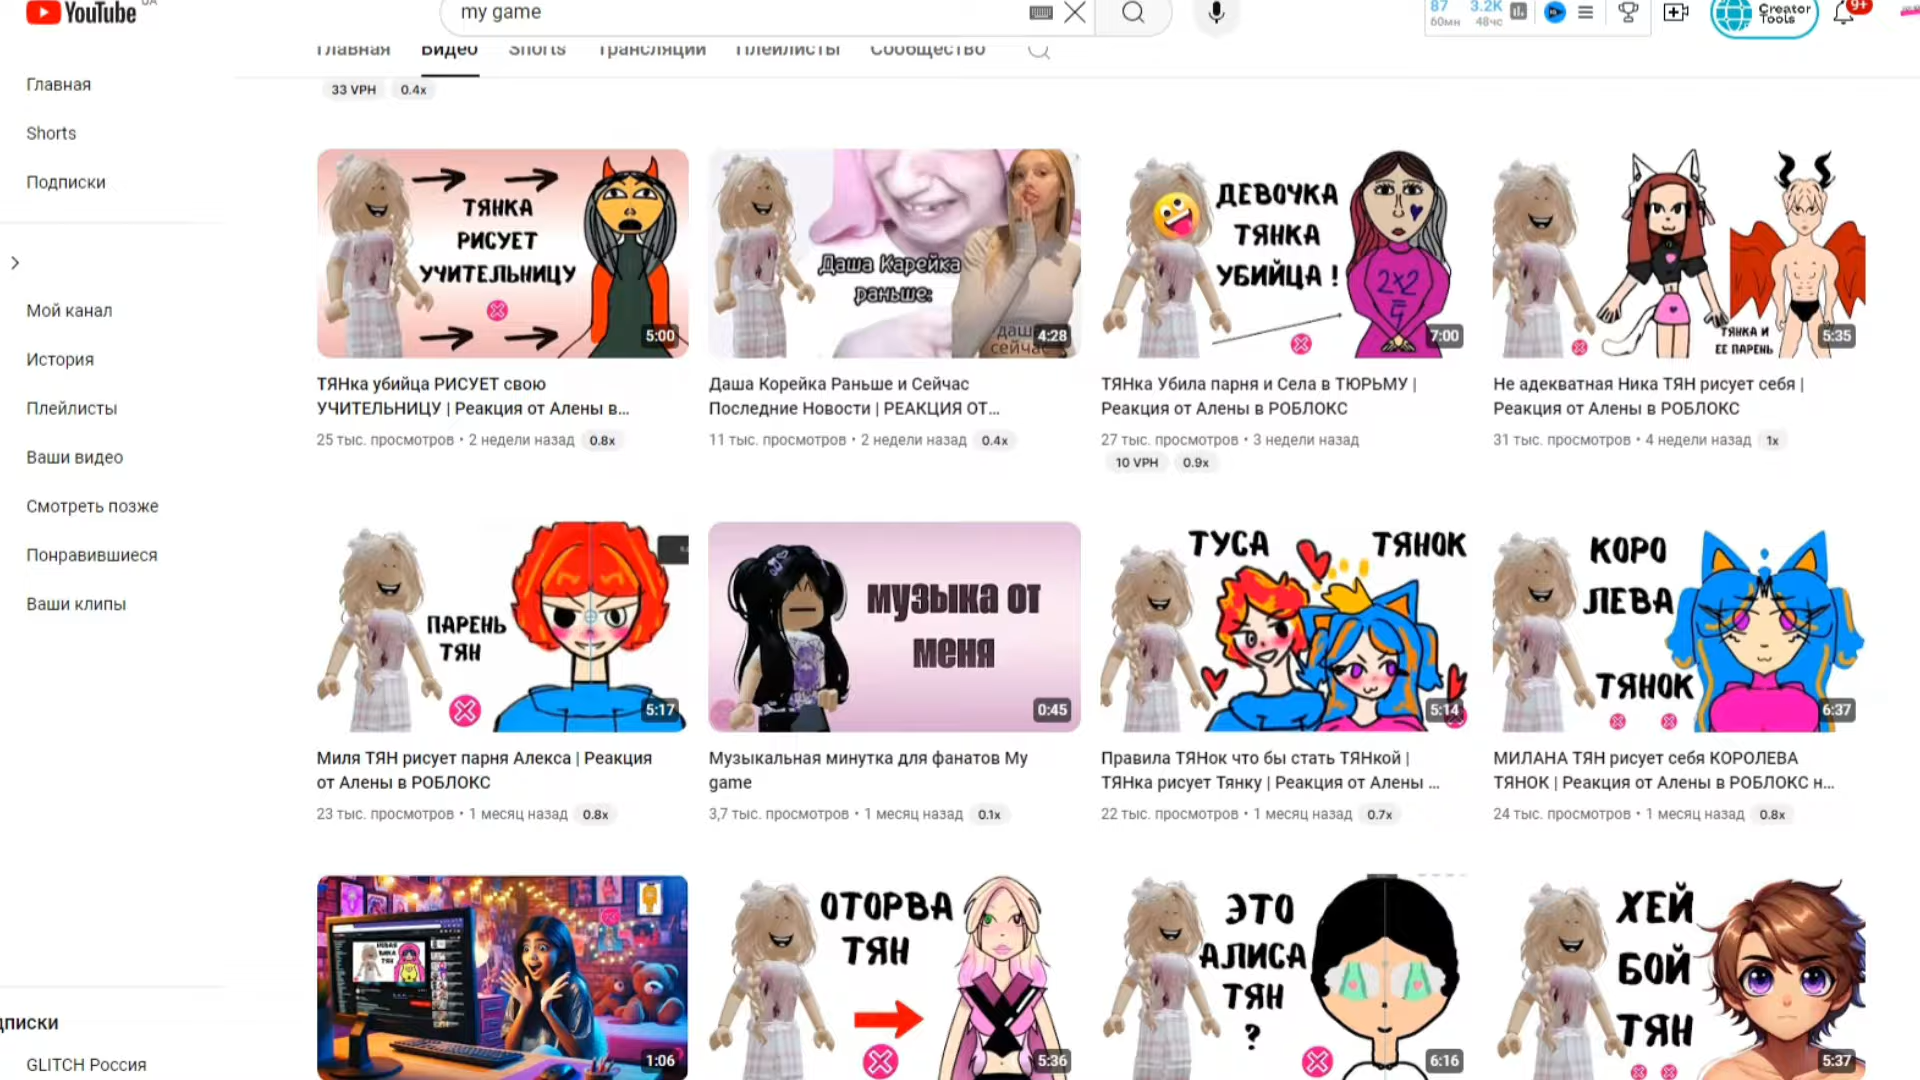 YouTube
UA
my game
87
60мн
3.2K
48чс
Creator
Tools
9+
Главная
Видео
Shorts
Трансляции
Плейлисты
Сообщество
Главная
Shorts
Подписки
Мой канал
История
Плейлисты
Ваши видео
Смотреть позже
Понравившиеся
Ваши клипы
дписки
GLITCH Россия
33 VPH
0.4x
ТЯНКА
РИСУЕТ
УЧИТЕЛЬНИЦУ
5:00
ТЯНка убийца РИСУЕТ свою
УЧИТЕЛЬНИЦУ | Реакция от Алены в...
25 тыс. просмотров • 2 недели назад
0.8x
Даша Карейка
раньше:
даша
сейчас
4:28
Даша Корейка Раньше и Сейчас
Последние Новости | РЕАКЦИЯ ОТ...
11 тыс. просмотров • 2 недели назад
0.4x
ДЕВОЧКА
ТЯНКА
УБИЙЦА !
2×2
=
7:00
ТЯНка Убила парня и Села в ТЮРЬМУ |
Реакция от Алены в РОБЛОКС
27 тыс. просмотров • 3 недели назад
10 VPH
0.9x
ТЯНКА И
ЕЕ ПАРЕНЬ
5:35
Не адекватная Ника ТЯН рисует себя |
Реакция от Алены в РОБЛОКС
31 тыс. просмотров • 4 недели назад
1x
ПАРЕНЬ
ТЯН
5:17
Миля ТЯН рисует парня Алекса | Реакция
от Алены в РОБЛОКС
23 тыс. просмотров • 1 месяц назад
0.8x
музыка от
меня
0:45
Музыкальная минутка для фанатов My
game
3,7 тыс. просмотров • 1 месяц назад
0.1x
ТУСА
ТЯНОК
5:14
Правила ТЯНок что бы стать ТЯНкой |
ТЯНка рисует Тянку | Реакция от Алены ...
22 тыс. просмотров • 1 месяц назад
0.7x
КОРО
ЛЕВА
ТЯНОК
6:37
МИЛАНА ТЯН рисует себя КОРОЛЕВА
ТЯНОК | Реакция от Алены в РОБЛОКС н...
24 тыс. просмотров • 1 месяц назад
0.8x
1:06
ОТОРВА
ТЯН
5:36
ЭТО
АЛИСА
ТЯН
?
6:16
ХЕЙ
БОЙ
ТЯН
5:37